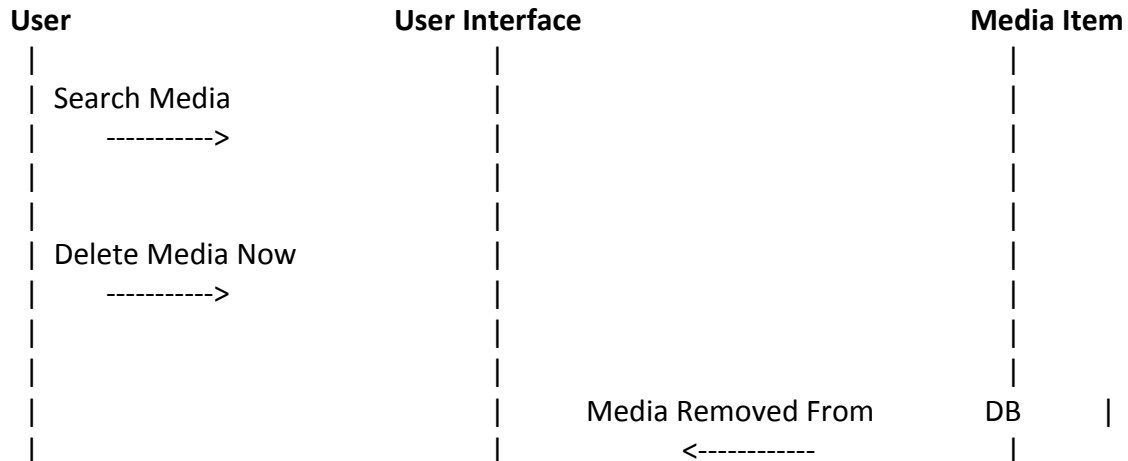 User                    User Interface                    Media Item
|                              |                              |
| Search Media                 |                              |
|    ----------->              |                              |
|                              |                              |
|                              |                              |
| Delete Media Now             |                              |
|    ----------->              |                              |
|                              |                              |
|                              |                              |
|                              |     Media Removed From       DB     |
|                              |          <------------       |